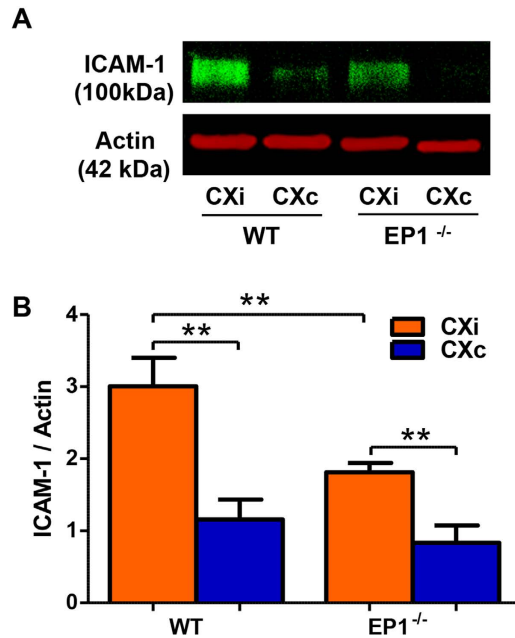 A
ICAM-1
(100kDa)
Actin
(42 kDa)
CXi CXc CXi CXc
WT EP1 -/-
B
** 
** 
**
CXi
CXc
ICAM-1 / Actin
4
3
2
1
0
WT EP1-/-